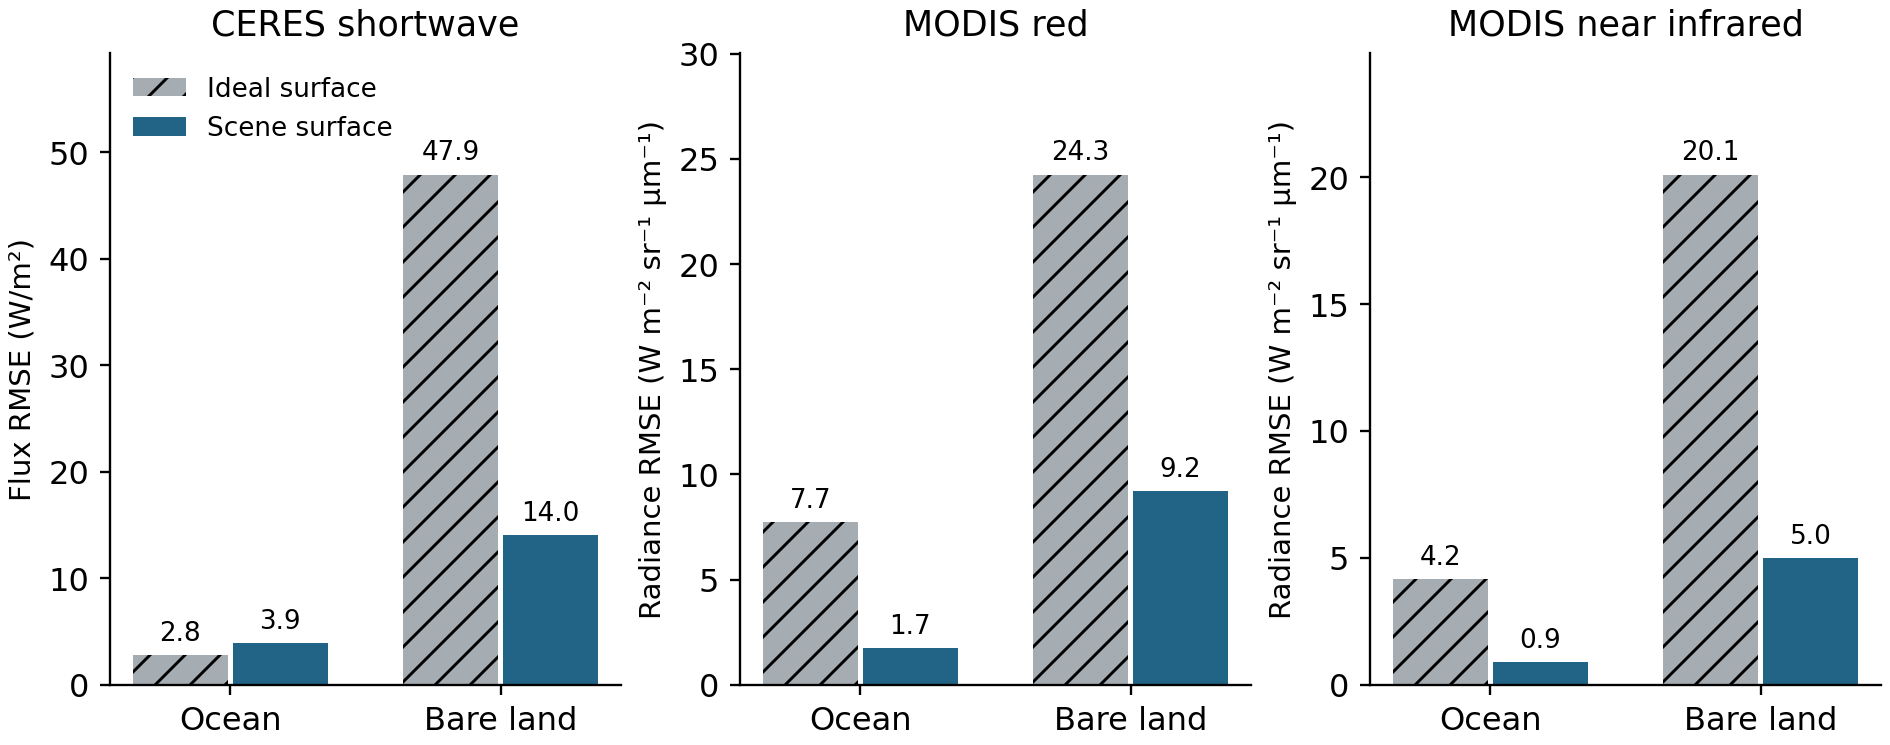 CERES shortwave
Flux RMSE (W/m²)
50
40
30
20
10
0
Ideal surface
Scene surface
2.8
3.9
47.9
14.0
Ocean
Bare land
MODIS red
Radiance RMSE (W m⁻² sr⁻¹ µm⁻¹)
30
25
20
15
10
5
0
7.7
1.7
24.3
9.2
Ocean
Bare land
MODIS near infrared
Radiance RMSE (W m⁻² sr⁻¹ µm⁻¹)
20
15
10
5
0
4.2
0.9
20.1
5.0
Ocean
Bare land